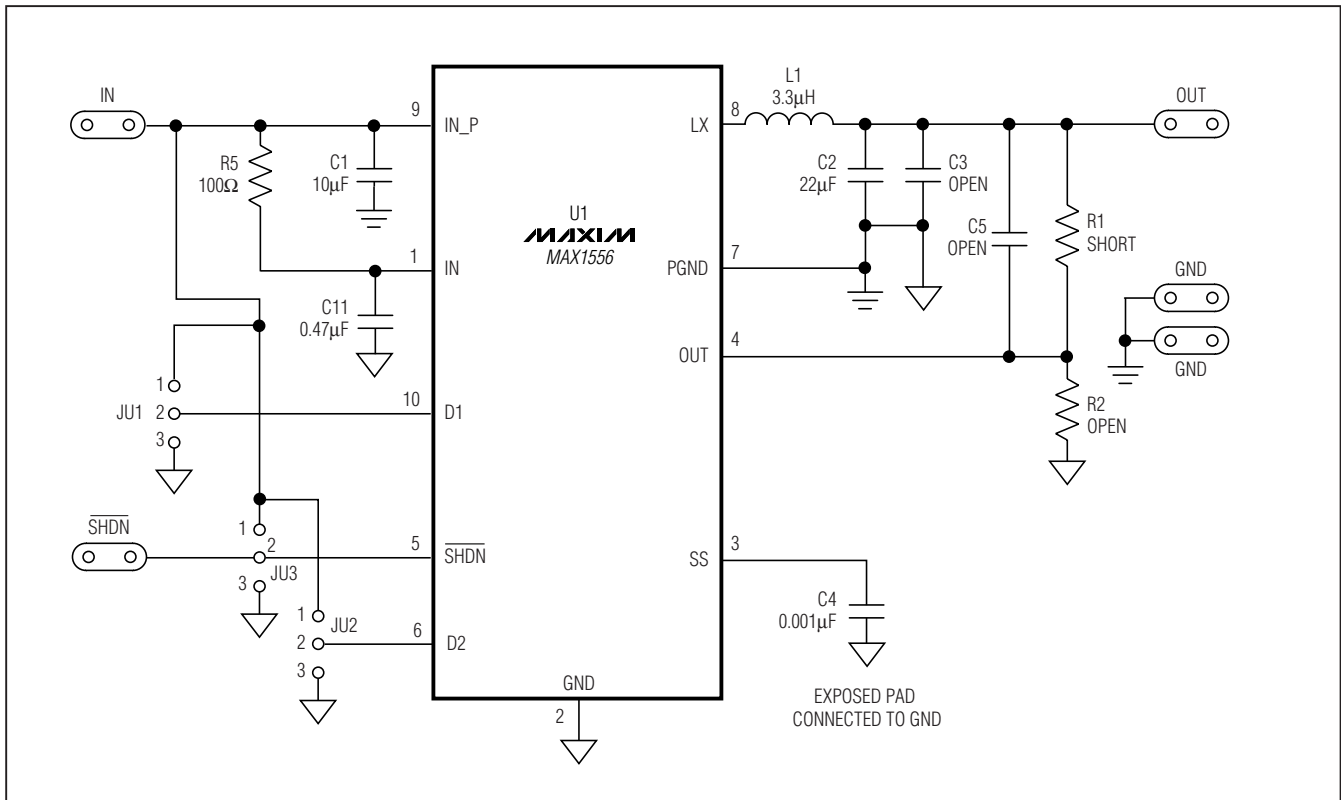 IN
9
IN_P
R5
100Ω
C1
10µF
1
IN
C11
0.47µF
1
JU1
2
3
10
D1
SHDN
1
2
3
JU3
5
SHDN
1
JU2
2
3
6
D2
U1
MAXIM
MAX1556
GND
2
LX
8
L1
3.3µH
OUT
C2
22µF
C3
OPEN
C5
OPEN
R1
SHORT
PGND
7
GND
GND
OUT
4
R2
OPEN
SS
3
C4
0.001µF
EXPOSED PAD
CONNECTED TO GND